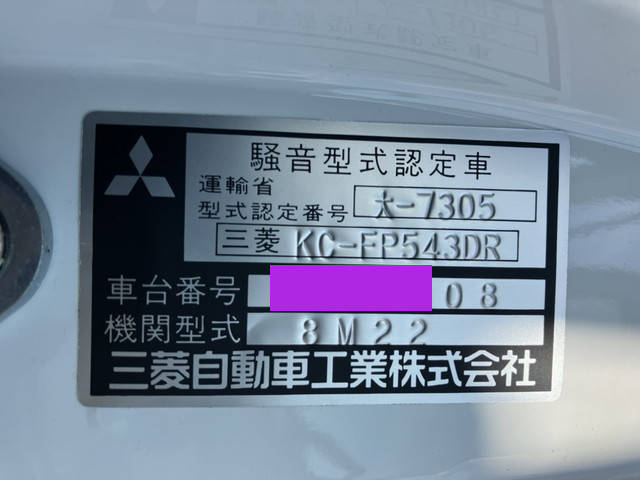 騒音型式認定車
運輸省
型式認定番号 大-7305
三菱 KC-FP543DR
車台番号 08
機関型式 8M22
三菱自動車工業株式会社